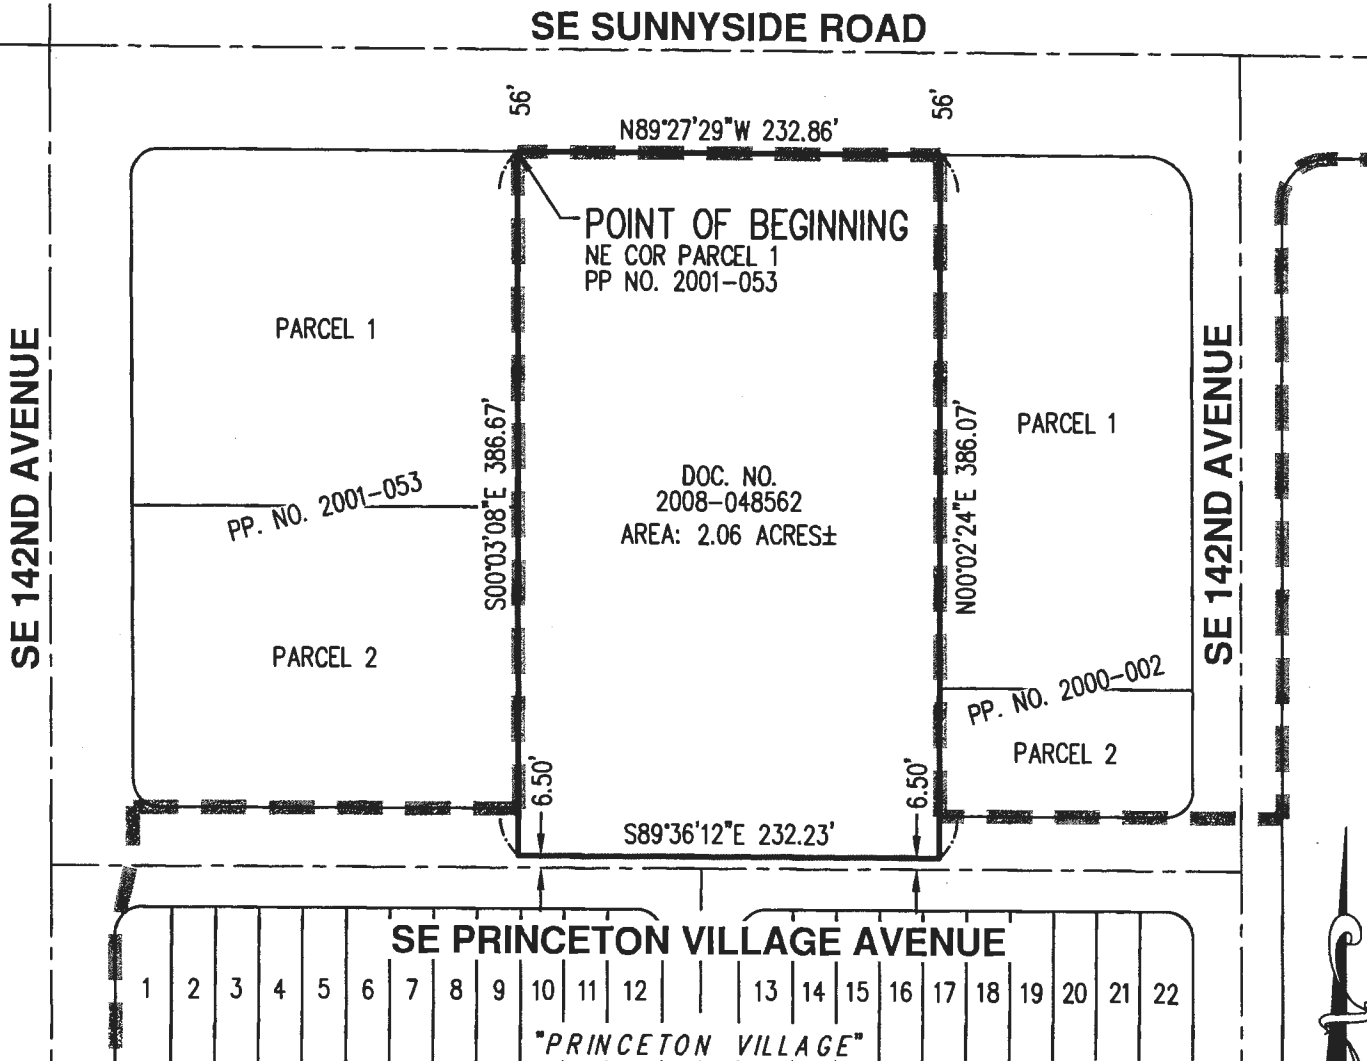 SE SUNNYSIDE ROAD
56'
56'
N89°27'29"W 232.86'
POINT OF BEGINNING
NE COR PARCEL 1
PP NO. 2001-053
PARCEL 1
SE 142ND AVENUE
S00°03'08"E 386.67'
N00°02'24"E 386.07'
PARCEL 1
SE 142ND AVENUE
DOC. NO.
2008-048562
AREA: 2.06 ACRES±
PP. NO. 2001-053
PARCEL 2
PP. NO. 2000-002
PARCEL 2
6.50'
6.50'
S89°36'12"E 232.23'
SE PRINCETON VILLAGE AVENUE
1 2 3 4 5 6 7 8 9 10 11 12 13 14 15 16 17 18 19 20 21 22
"PRINCETON VILLAGE"